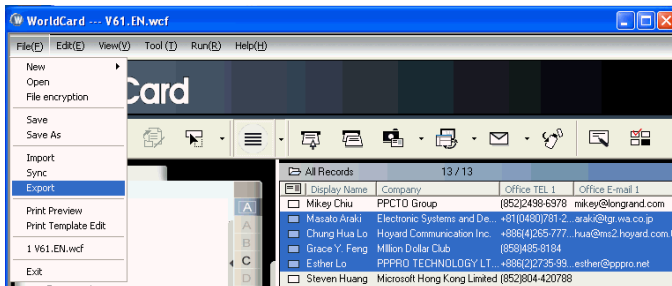 WorldCard --- V61.EN.wcf
File(F) Edit(E) View(V) Tool (T) Run(R) Help(H)
New
Open
File encryption
Card
Save
Save As
Import
Sync
Export
Print Preview
Print Template Edit
1 V61.EN.wcf
Exit
A
A
B
C
D
All Records 13 / 13
Display Name Company Office TEL 1 Office E-mail 1
Mikey Chiu PPCTO Group (852)2498-6978 mikey@longrand.com
Masato Araki Electronic Systems and De... +81(0480)781-2... araki@tgr.wa.co.jp
Chung Hua Lo Hoyard Communication Inc. +886(4)265-777... hua@ms2.hoyard.com.
Grace Y. Feng MIllion Dollar Club (858)485-8184
Esther Lo PPPRO TECHNOLOGY LT... +886(2)2735-99... esther@pppro.net
Steven Huang Microsoft Hong Kong Limited (852)804-420788